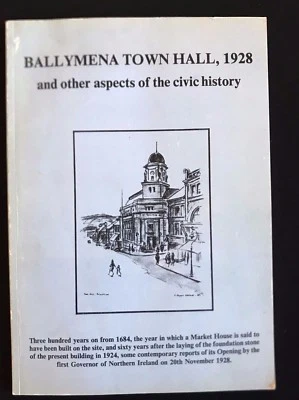 BALLYMENA TOWN HALL, 1928
and other aspects of the civic history
Three hundred years on from 1684, the year in which a Market House is said to
have been built on the site, and sixty years after the laying of the foundation stone
of the present building in 1924, some contemporary reports of its Opening by the
first Governor of Northern Ireland on 20th November 1928.